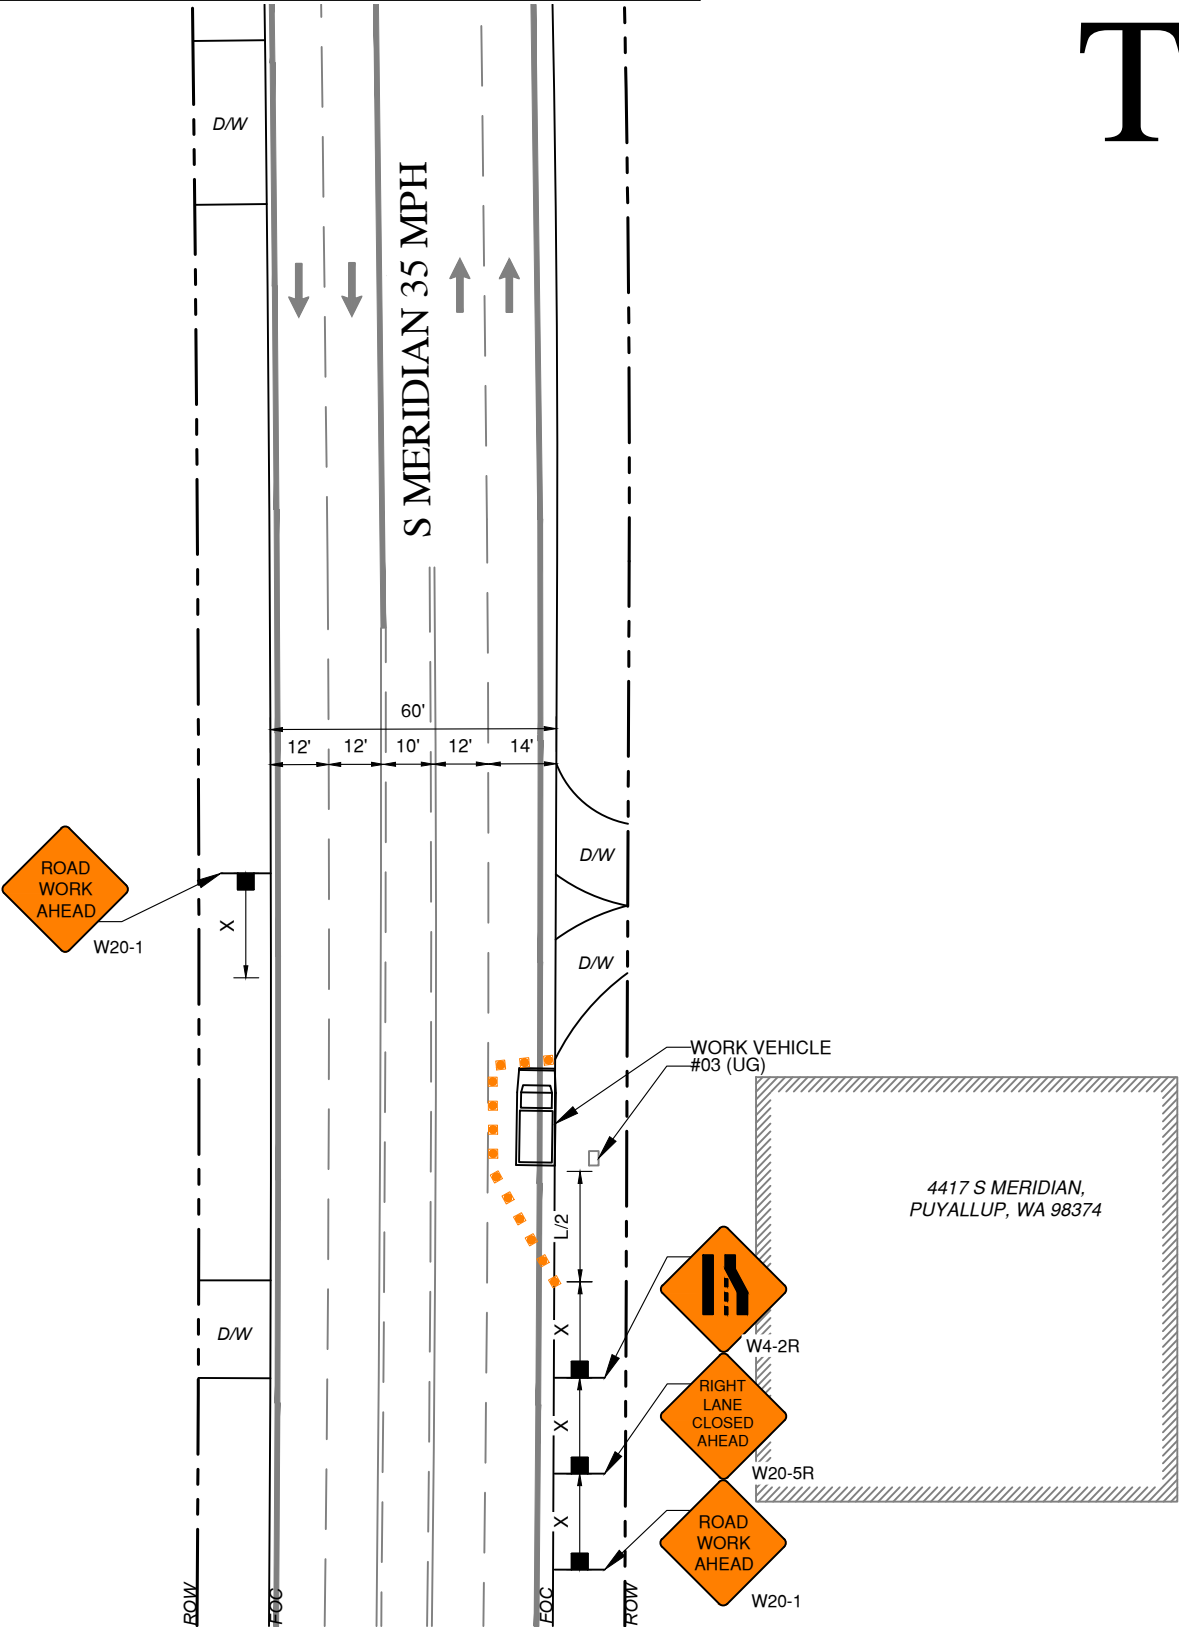 T
D/W
S MERIDIAN 35 MPH
60'
12' 12' 10' 12' 14'
ROAD
WORK
AHEAD
W20-1
X
D/W
D/W
WORK VEHICLE
#03 (UG)
4417 S MERIDIAN,
PUYALLUP, WA 98374
L/2
D/W
X
W4-2R
RIGHT
LANE
CLOSED
AHEAD
X
W20-5R
ROAD
WORK
AHEAD
X
W20-1
ROW
FOC
FOC
ROW